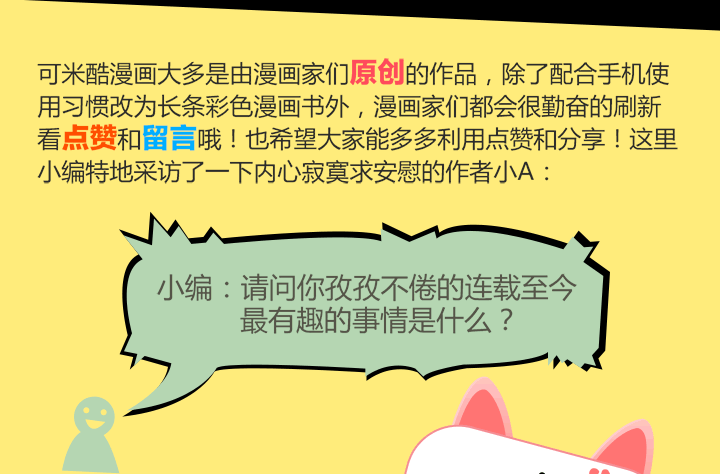 可米酷漫画大多是由漫画家们原创的作品，除了配合手机使
用习惯改为长条彩色漫画书外，漫画家们都会很勤奋的刷新
看点赞和留言哦！也希望大家能多多利用点赞和分享！这里
小编特地采访了一下内心寂寞求安慰的作者小A：
小编：请问你孜孜不倦的连载至今
最有趣的事情是什么？